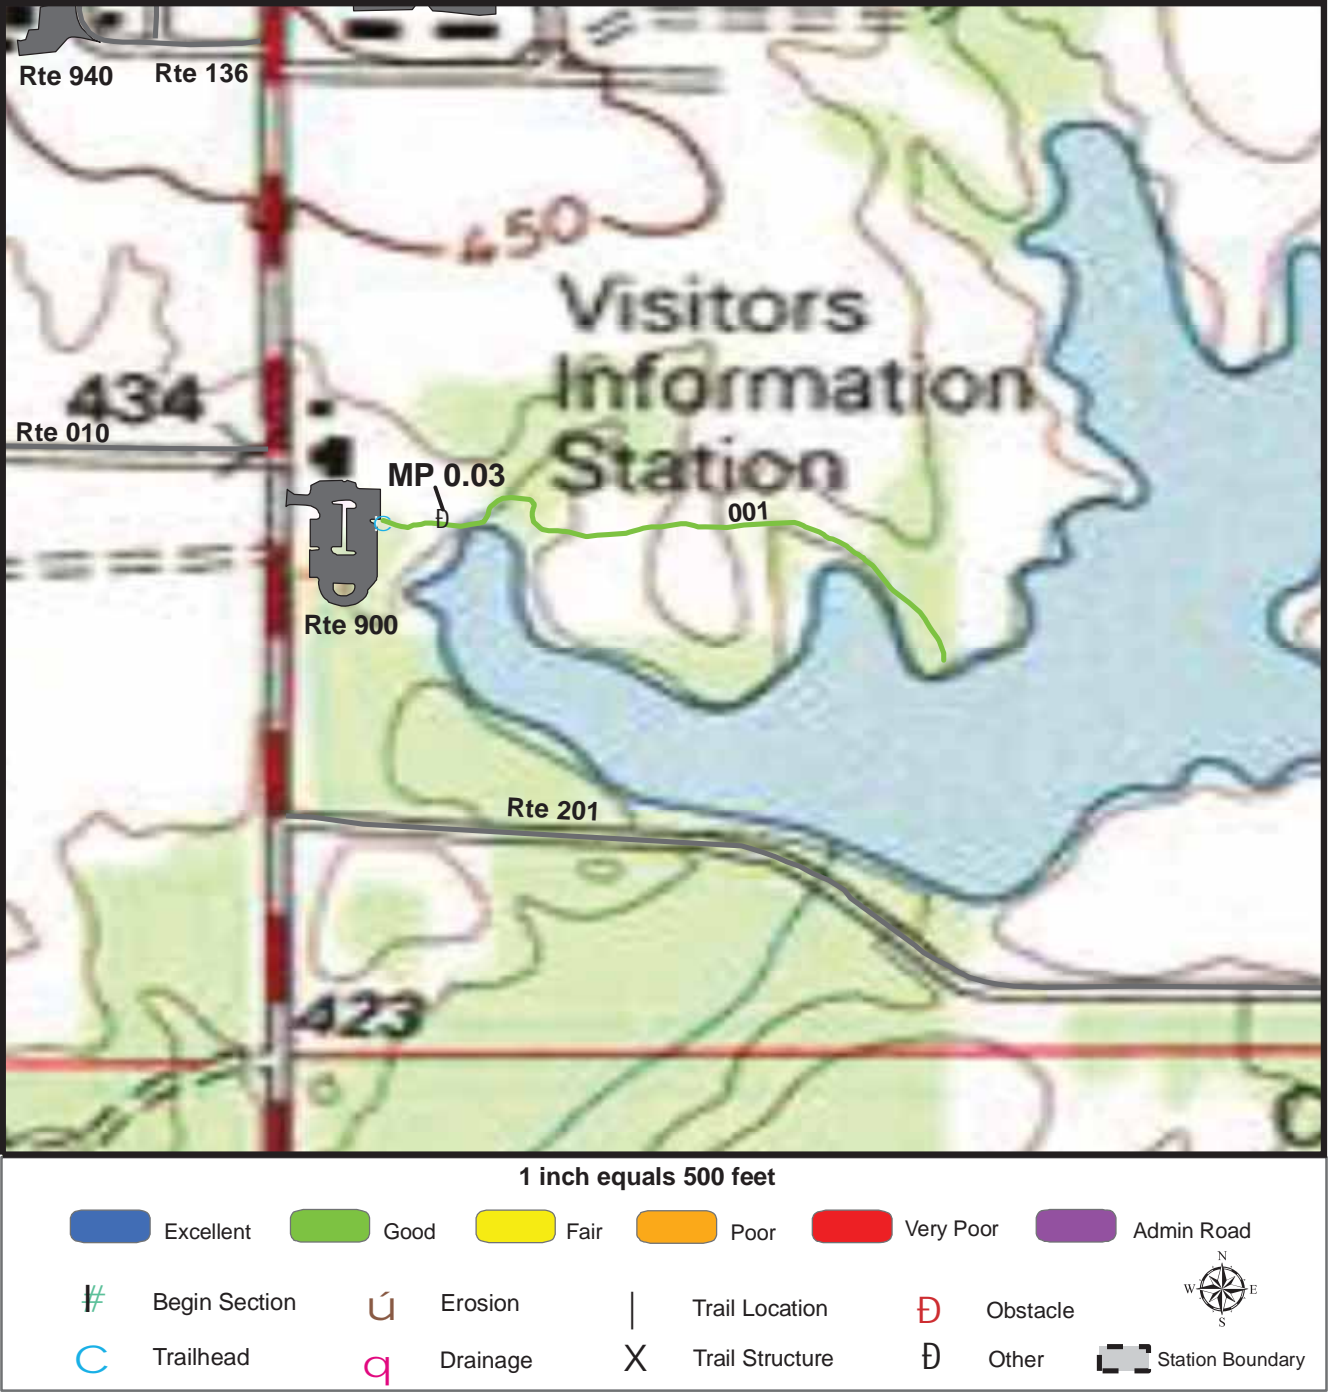 Rte 940
Rte 136
450
Visitors
Information
Station
434
Rte 010
MP 0.03
Đ
C
001
Rte 900
Rte 201
423
1 inch equals 500 feet
Excellent
Good
Fair
Poor
Very Poor
Admin Road
N
W E
S
# Begin Section
ú Erosion
| Trail Location
Đ Obstacle
C Trailhead
q Drainage
X Trail Structure
Đ Other
Station Boundary